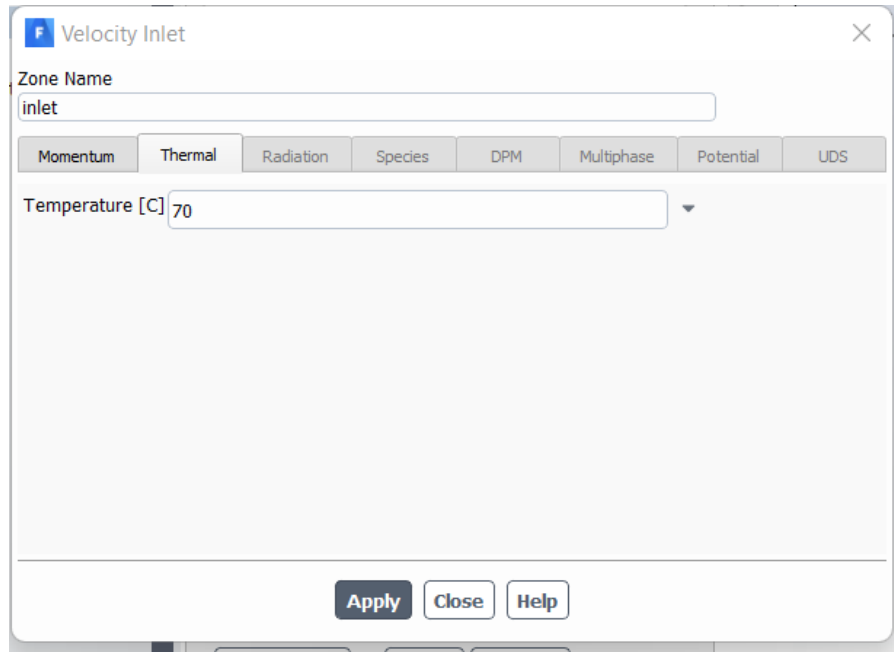 F Velocity Inlet
Zone Name
inlet
Momentum Thermal Radiation Species DPM Multiphase Potential UDS
Temperature [C] 70
Apply Close Help